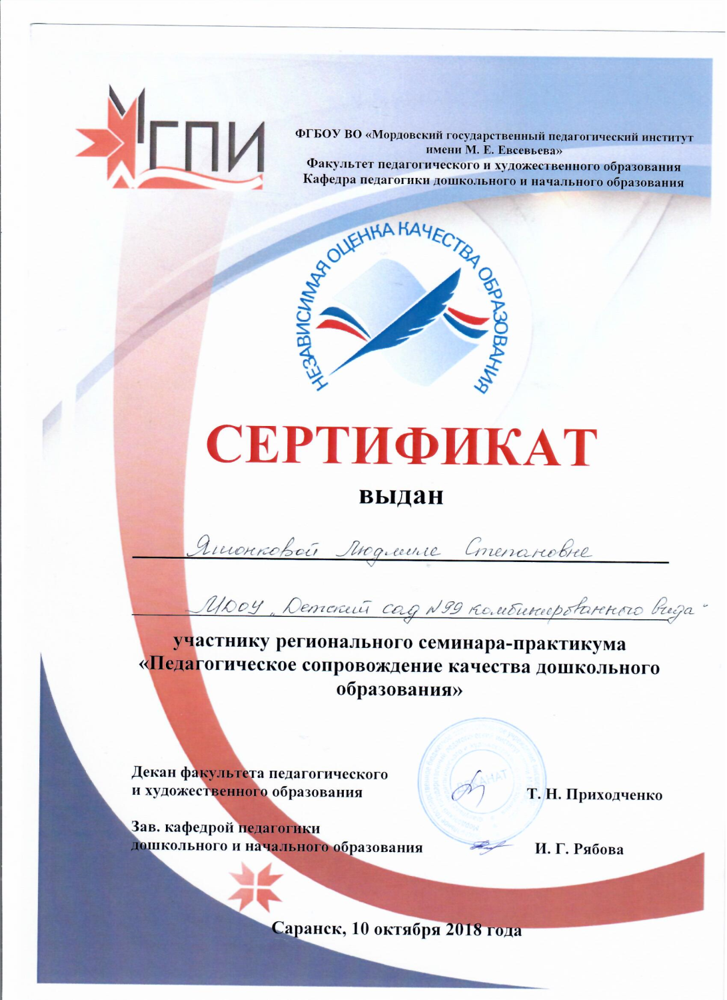 МГПИ
ФГБОУ ВО «Мордовский государственный педагогический институт
имени М. Е. Евсевьева»
Факультет педагогического и художественного образования
Кафедра педагогики дошкольного и начального образования
НЕЗАВИСИМАЯ ОЦЕНКА КАЧЕСТВА ОБРАЗОВАНИЯ
СЕРТИФИКАТ
выдан
Яшонковой Людмиле Степановне
МДОУ „Детский сад №99 комбинированного вида"
участнику регионального семинара-практикума
«Педагогическое сопровождение качества дошкольного
образования»
ДЕКАНАТ
Декан факультета педагогического
и художественного образования
Т. Н. Приходченко
Зав. кафедрой педагогики
дошкольного и начального образования
И. Г. Рябова
Саранск, 10 октября 2018 года